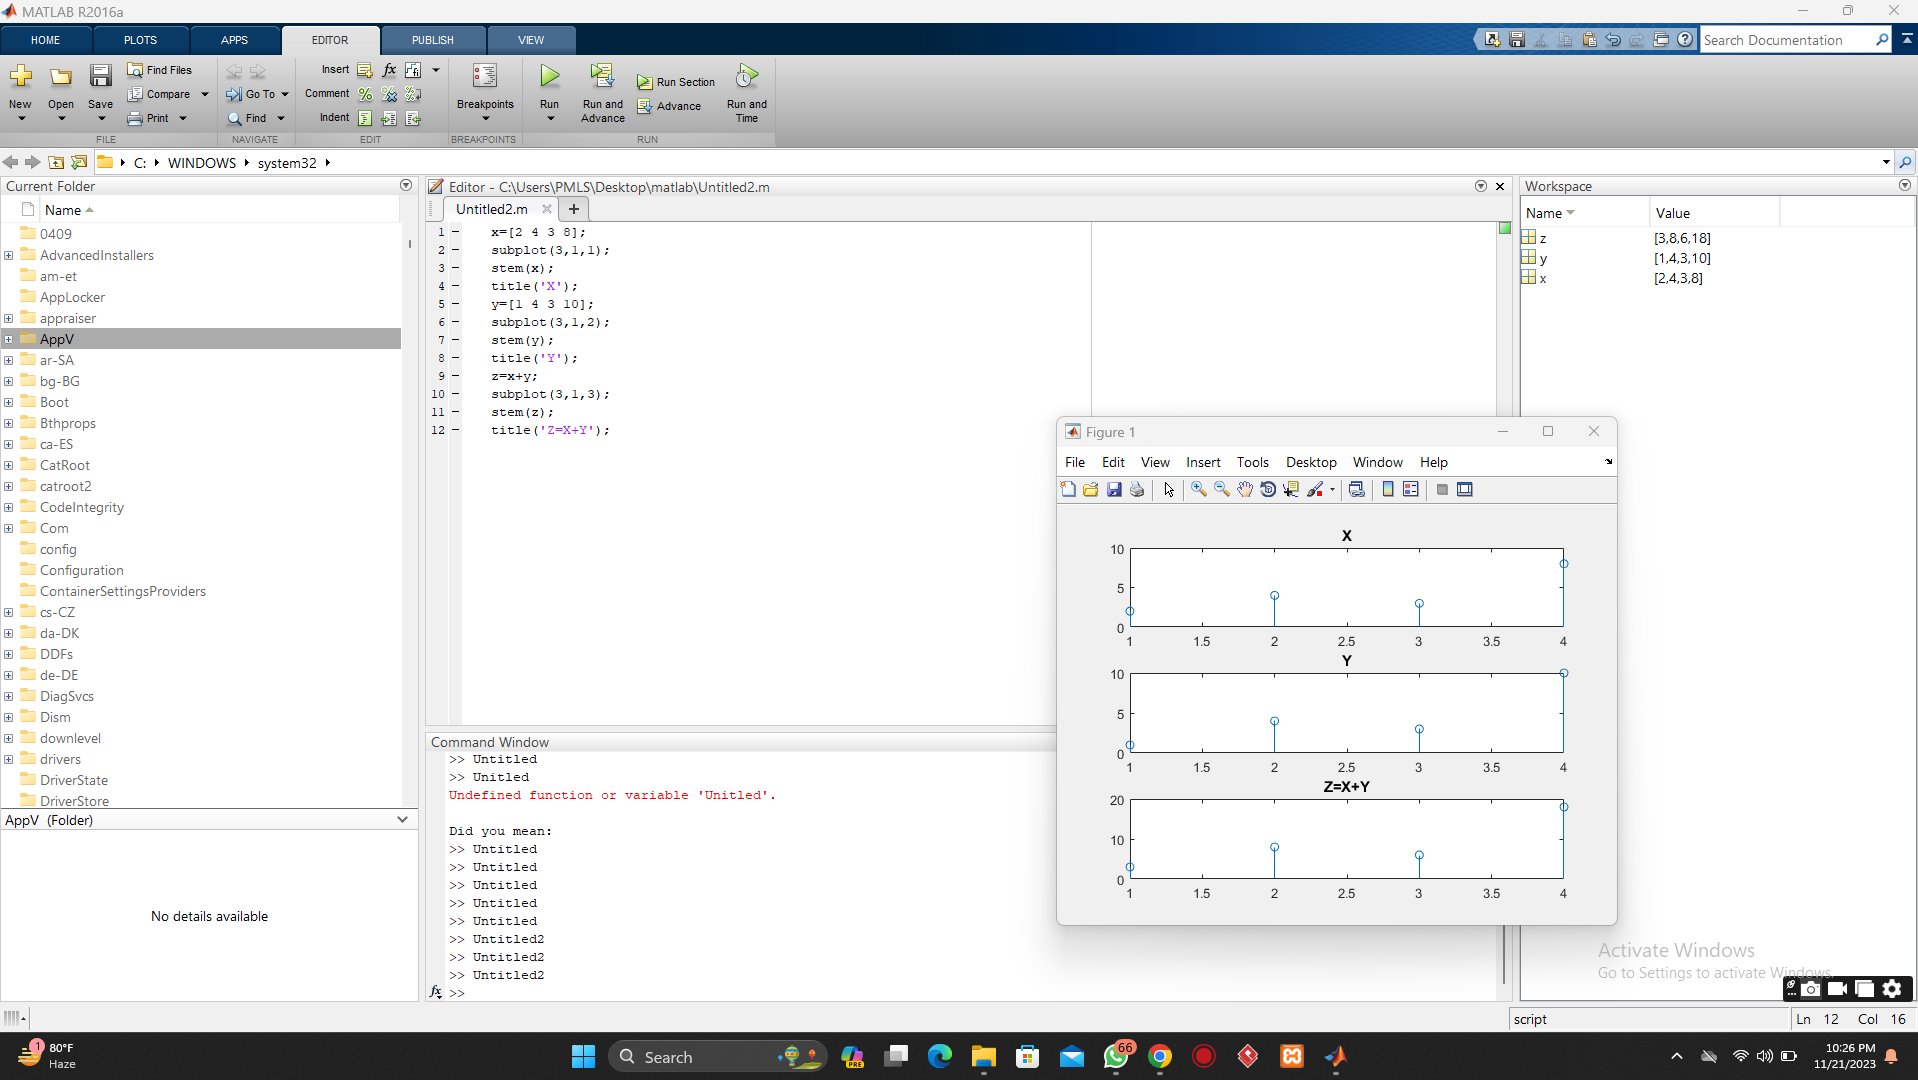 MATLAB R2016a
HOME
PLOTS
APPS
EDITOR
PUBLISH
VIEW
Search Documentation
New
Open
Save
Find Files
Compare
Print
Go To
Find
Insert
fx
Comment
Indent
Breakpoints
Run
Run and Advance
Run Section
Advance
Run and Time
FILE
NAVIGATE
EDIT
BREAKPOINTS
RUN
C:
WINDOWS
system32
Current Folder
Name
0409
AdvancedInstallers
am-et
AppLocker
appraiser
AppV
ar-SA
bg-BG
Boot
Bthprops
ca-ES
CatRoot
catroot2
CodeIntegrity
Com
config
Configuration
ContainerSettingsProviders
cs-CZ
da-DK
DDFs
de-DE
DiagSvcs
Dism
downlevel
drivers
DriverState
DriverStore
AppV (Folder)
No details available
Editor - C:\Users\PMLS\Desktop\matlab\Untitled2.m
Untitled2.m
1 – x=[2 4 3 8];
2 – subplot(3,1,1);
3 – stem(x);
4 – title('X');
5 – y=[1 4 3 10];
6 – subplot(3,1,2);
7 – stem(y);
8 – title('Y');
9 – z=x+y;
10 – subplot(3,1,3);
11 – stem(z);
12 – title('Z=X+Y');
Command Window
>> Untitled
>> Unitled
Undefined function or variable 'Unitled'.
Did you mean:
>> Untitled
>> Untitled
>> Untitled
>> Untitled
>> Untitled
>> Untitled2
>> Untitled2
>> Untitled2
fx >>
Workspace
Name Value
z [3,8,6,18]
y [1,4,3,10]
x [2,4,3,8]
Figure 1
File Edit View Insert Tools Desktop Window Help
X
10
5
0
1 1.5 2 2.5 3 3.5 4
Y
10
5
0
1 1.5 2 2.5 3 3.5 4
Z=X+Y
20
10
0
1 1.5 2 2.5 3 3.5 4
Activate Windows
Go to Settings to activate Windows.
script
Ln 12 Col 16
1
80°F
Haze
Search
PRE
66
10:26 PM
11/21/2023